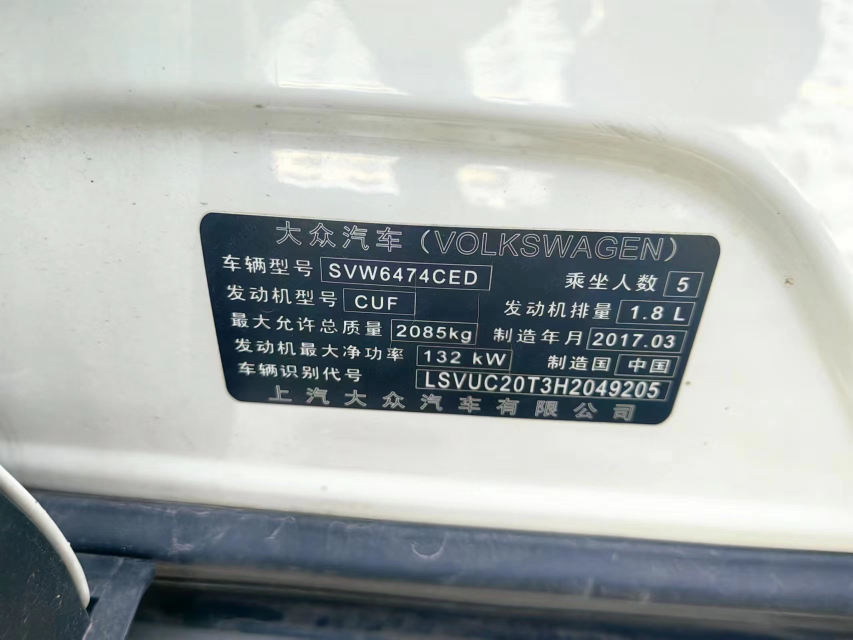 大众汽车(VOLKSWAGEN)
车辆型号 SVW6474CED 乘坐人数 5
发动机型号 CUF 发动机排量 1.8 L
最大允许总质量 2085kg 制造年月 2017.03
发动机最大净功率 132 kW 制造国 中国
车辆识别代号 LSVUC20T3H2049205
上汽大众汽车有限公司